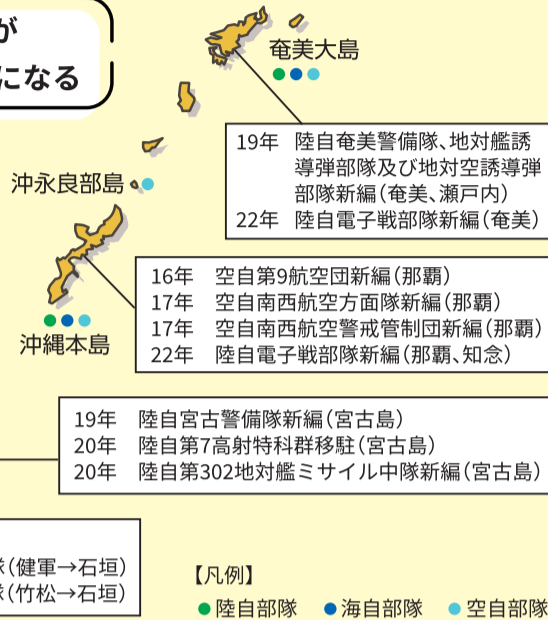 が
になる
奄美大島
19年 陸自奄美警備隊、地対艦誘
導弾部隊及び地対空誘導弾
部隊新編(奄美、瀬戸内)
22年 陸自電子戦部隊新編(奄美)
沖永良部島
16年 空自第9航空団新編(那覇)
17年 空自南西航空方面隊新編(那覇)
17年 空自南西航空警戒管制団新編(那覇)
22年 陸自電子戦部隊新編(那覇、知念)
沖縄本島
19年 陸自宮古警備隊新編(宮古島)
20年 陸自第7高射特科群移駐(宮古島)
20年 陸自第302地対艦ミサイル中隊新編(宮古島)
隊(健軍→石垣)
隊(竹松→石垣)
【凡例】
陸自部隊 海自部隊 空自部隊